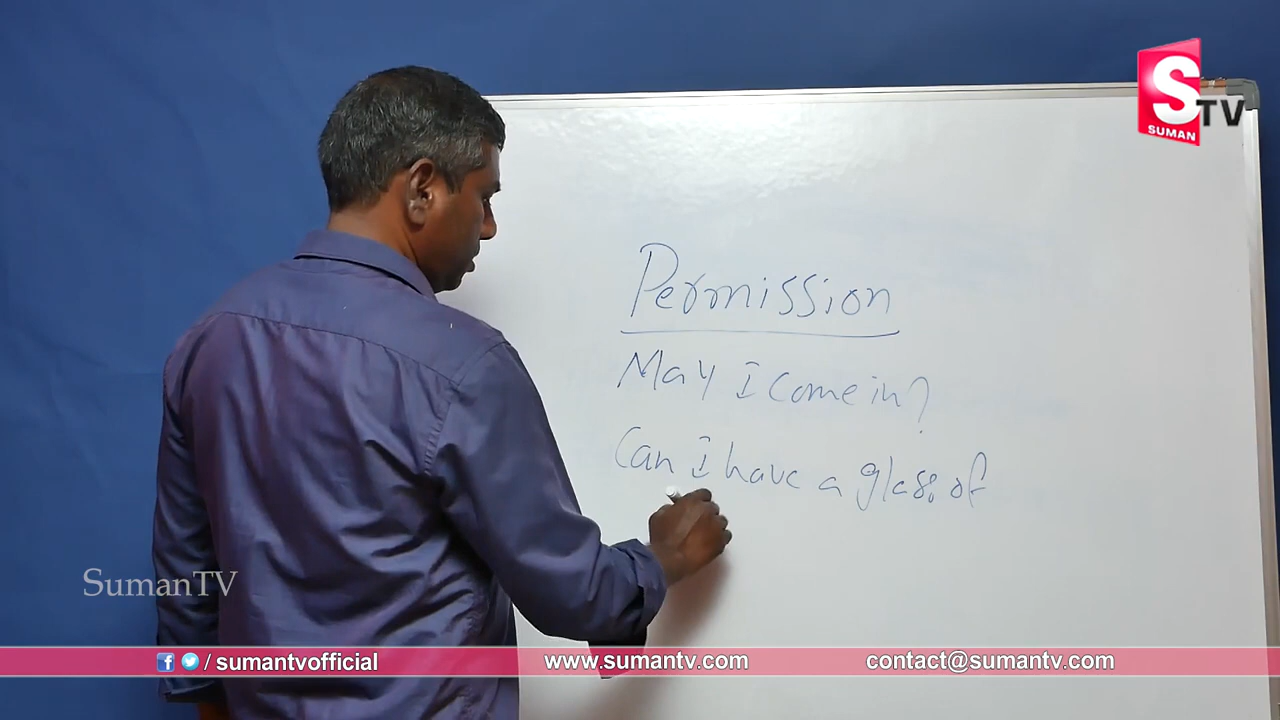 S TV
SUMAN
Permission
May I come in?
Can I have a glass of
SumanTV
f / sumantvofficial
www.sumantv.com
contact@sumantv.com